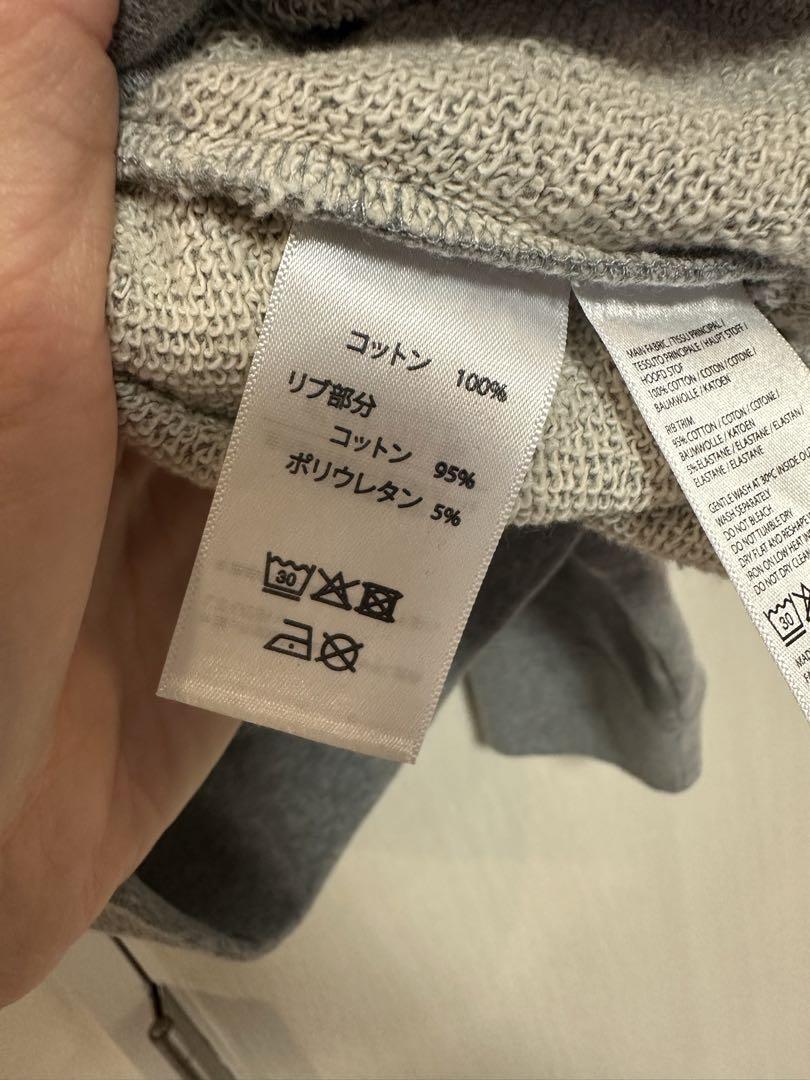 コットン 100%
リブ部分
コットン 95%
ポリウレタン 5%
30
MAIN FABRIC / TISSU PRINCIPAL /
TESSUTO PRINCIPALE / HAUPT STOFF /
HOOFD STOF
100% COTTON / COTON / COTONE /
BAUMWOLLE / KATOEN
RIB TRIM
95% COTTON / COTON / COTONE /
BAUMWOLLE / KATOEN
5% ELASTANE / ELASTANE / ELASTAN
ELASTANE / ELASTANE
GENTLE WASH AT 30°C INSIDE OUT
WASH SEPARATELY
DO NOT BLEACH
DO NOT TUMBLE DRY
DRY FLAT AND RESHAPE
IRON ON LOW HEAT
DO NOT DRY CLEAN
30